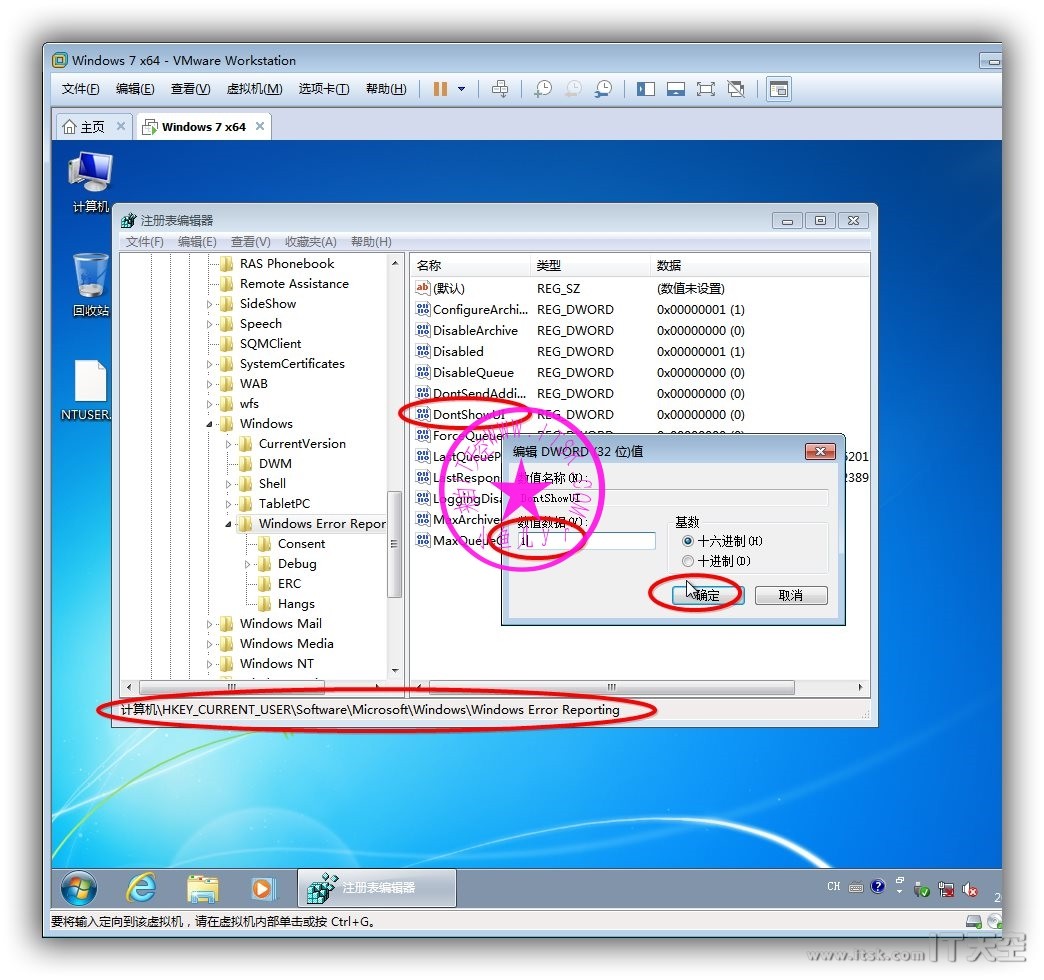 Windows 7 x64 - VMware Workstation
文件(F) 编辑(E) 查看(V) 虚拟机(M) 选项卡(T) 帮助(H)
主页 Windows 7 x64
计算机
回收站
NTUSER.
注册表编辑器
文件(F) 编辑(E) 查看(V) 收藏夹(A) 帮助(H)
RAS Phonebook
Remote Assistance
SideShow
Speech
SQMClient
SystemCertificates
WAB
wfs
Windows
CurrentVersion
DWM
Shell
TabletPC
Windows Error Repor
Consent
Debug
ERC
Hangs
Windows Mail
Windows Media
Windows NT
名称 类型 数据
(默认) REG_SZ (数值未设置)
ConfigureArchi... REG_DWORD 0x00000001 (1)
DisableArchive REG_DWORD 0x00000000 (0)
Disabled REG_DWORD 0x00000001 (1)
DisableQueue REG_DWORD 0x00000000 (0)
DontSendAddi... REG_DWORD 0x00000000 (0)
DontShowUI REG_DWORD 0x00000000 (0)
ForceQueue
LastQueueP 5201
LastRespon 2389
LoggingDis
MaxArchive
MaxQueueC
编辑 DWORD (32 位)值
数值名称(N):
DontShowUI
数值数据(V):
1
基数
十六进制(H)
十进制(D)
确定 取消
计算机\HKEY_CURRENT_USER\Software\Microsoft\Windows\Windows Error Reporting
注册表编辑器
CH
2
要将输入定向到该虚拟机，请在虚拟机内部单击或按 Ctrl+G。
www.itsk.com IT天空